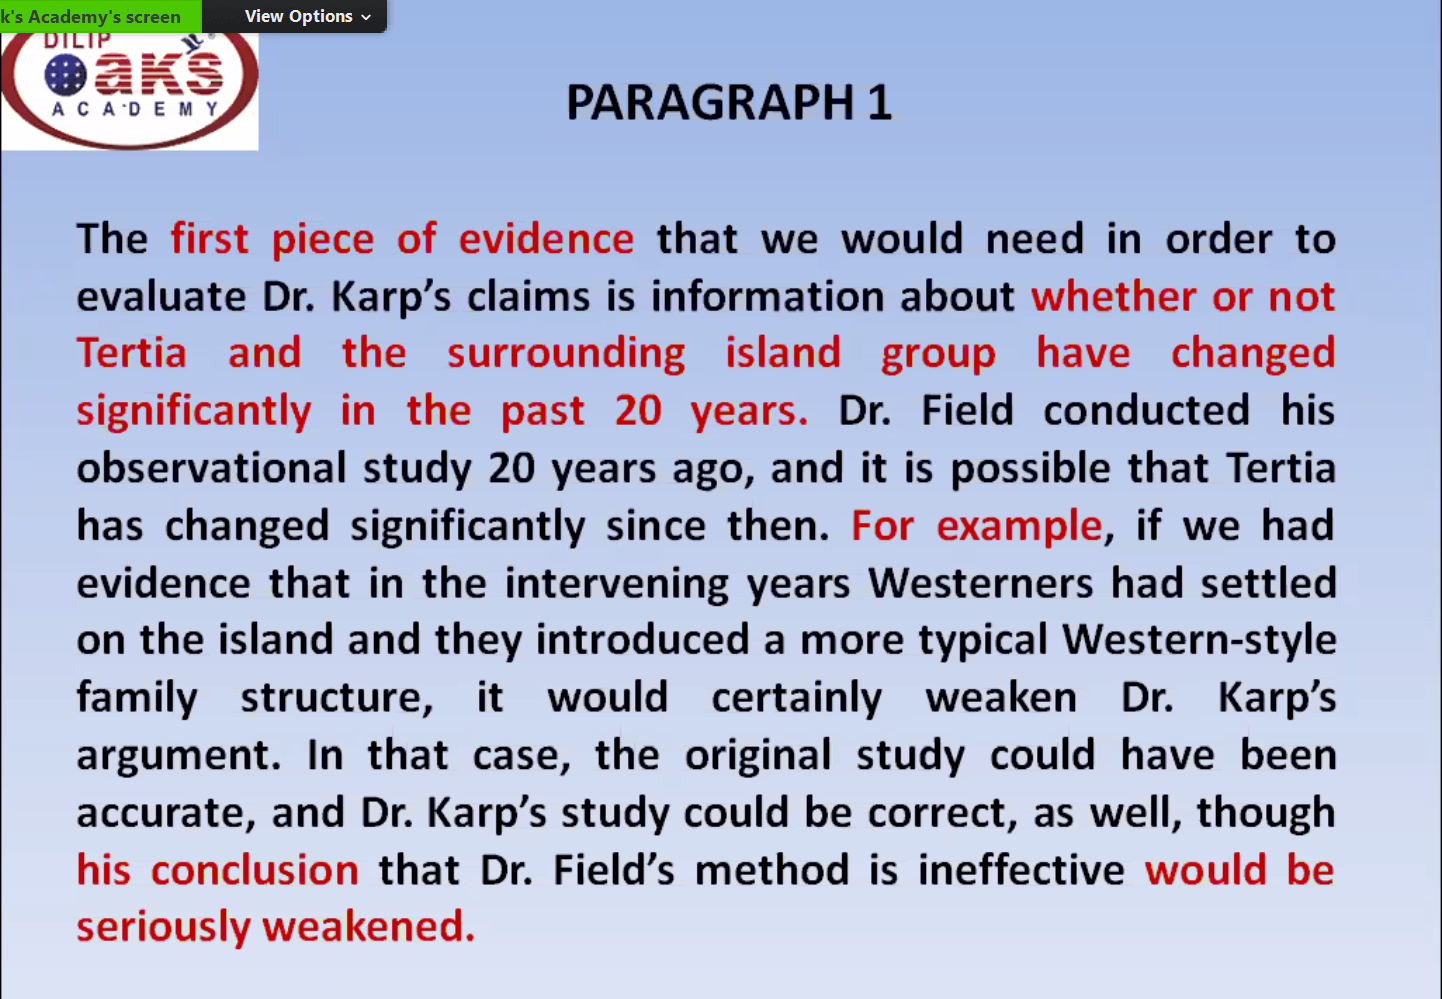 k's Academy's screen
View Options
DILIP
Oaks
ACADEMY
PARAGRAPH 1
The first piece of evidence that we would need in order to
evaluate Dr. Karp's claims is information about whether or not
Tertia and the surrounding island group have changed
significantly in the past 20 years. Dr. Field conducted his
observational study 20 years ago, and it is possible that Tertia
has changed significantly since then. For example, if we had
evidence that in the intervening years Westerners had settled
on the island and they introduced a more typical Western-style
family structure, it would certainly weaken Dr. Karp's
argument. In that case, the original study could have been
accurate, and Dr. Karp's study could be correct, as well, though
his conclusion that Dr. Field's method is ineffective would be
seriously weakened.